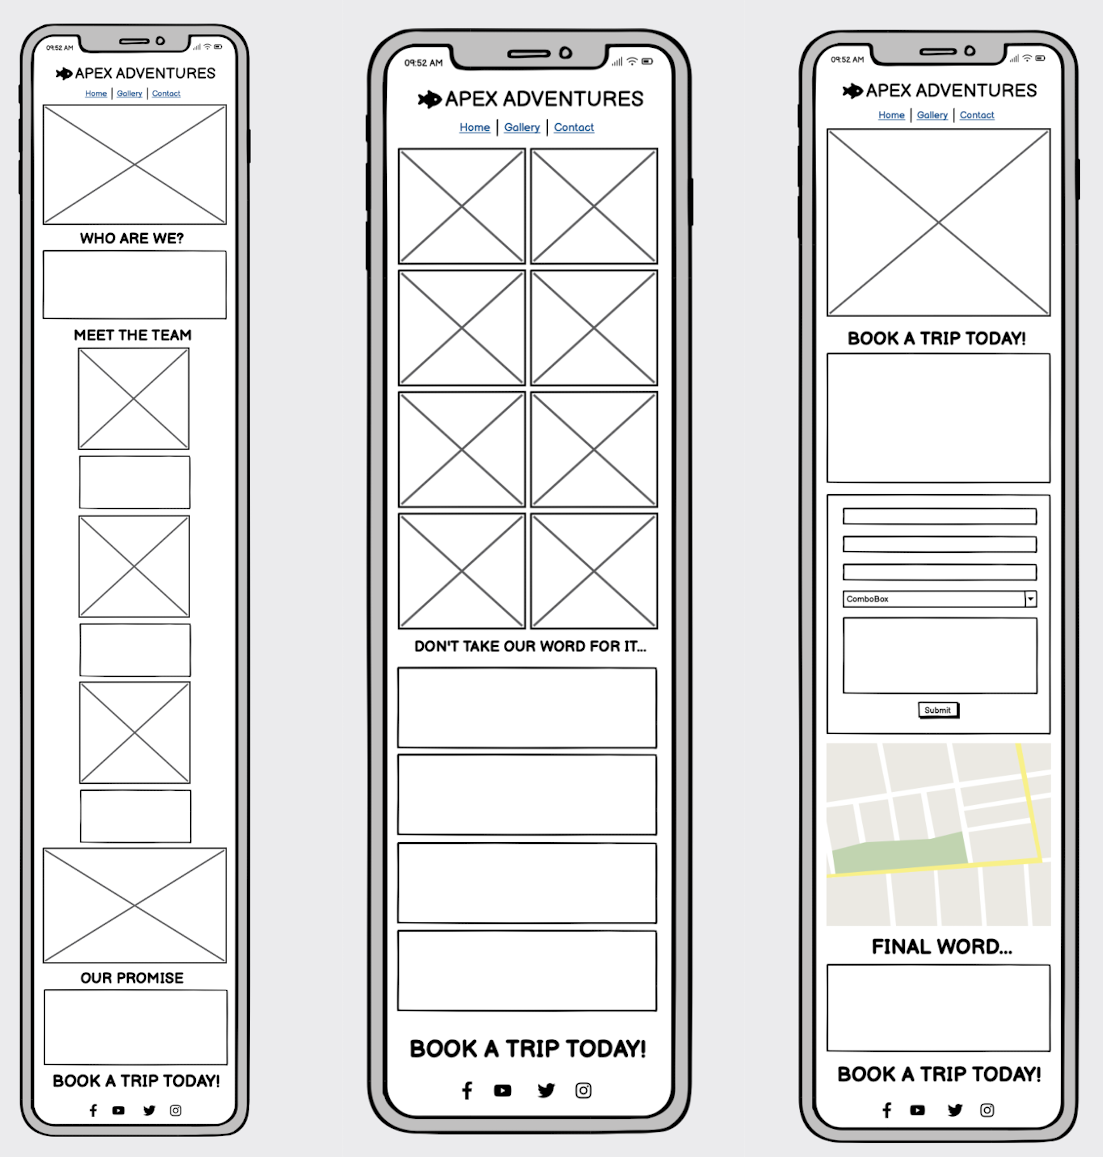 09:52 AM
APEX ADVENTURES
Home | Gallery | Contact
WHO ARE WE?
MEET THE TEAM
OUR PROMISE
BOOK A TRIP TODAY!
09:52 AM
APEX ADVENTURES
Home | Gallery | Contact
DON'T TAKE OUR WORD FOR IT...
BOOK A TRIP TODAY!
09:52 AM
APEX ADVENTURES
Home | Gallery | Contact
BOOK A TRIP TODAY!
ComboBox
Submit
FINAL WORD...
BOOK A TRIP TODAY!